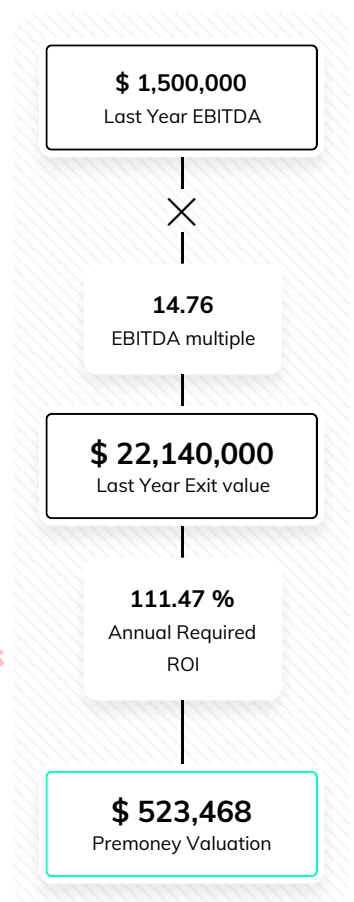 $ 1,500,000
Last Year EBITDA
14.76
EBITDA multiple
$ 22,140,000
Last Year Exit value
111.47 %
Annual Required
ROI
$ 523,468
Premoney Valuation